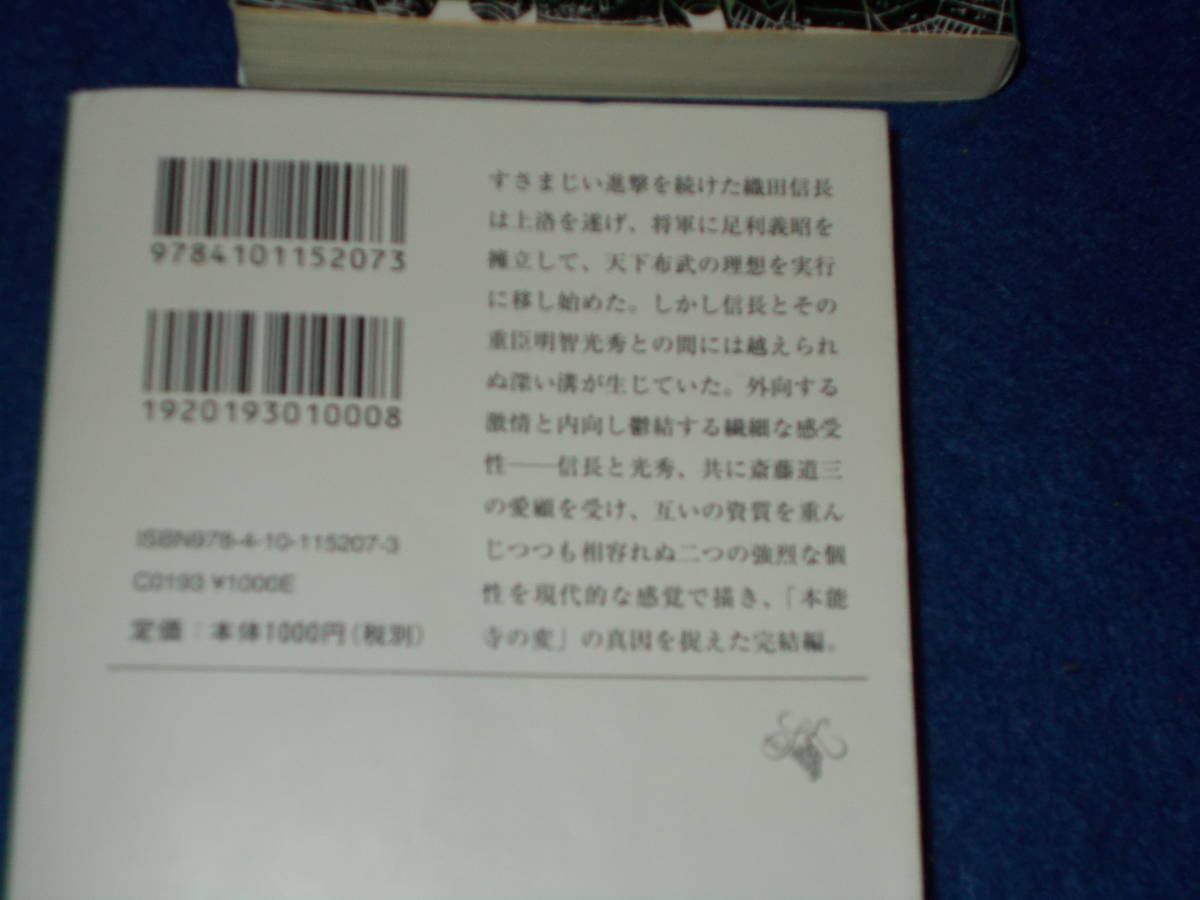 9784101152073
1920193010008
ISBN978-4-10-115207-3
C0193 ¥1000E
定価:本体1000円(税別)
すさまじい進撃を続けた織田信長
は上洛を遂げ、将軍に足利義昭を
擁立して、天下布武の理想を実行
に移し始めた。しかし信長とその
重臣明智光秀との間には越えられ
ぬ深い溝が生じていた。外向する
激情と内向し鬱結する繊細な感受
性――信長と光秀、共に斎藤道三
の愛顧を受け、互いの資質を重ん
じつつも相容れぬ二つの強烈な個
性を現代的な感覚で描き、「本能
寺の変」の真因を捉えた完結編。